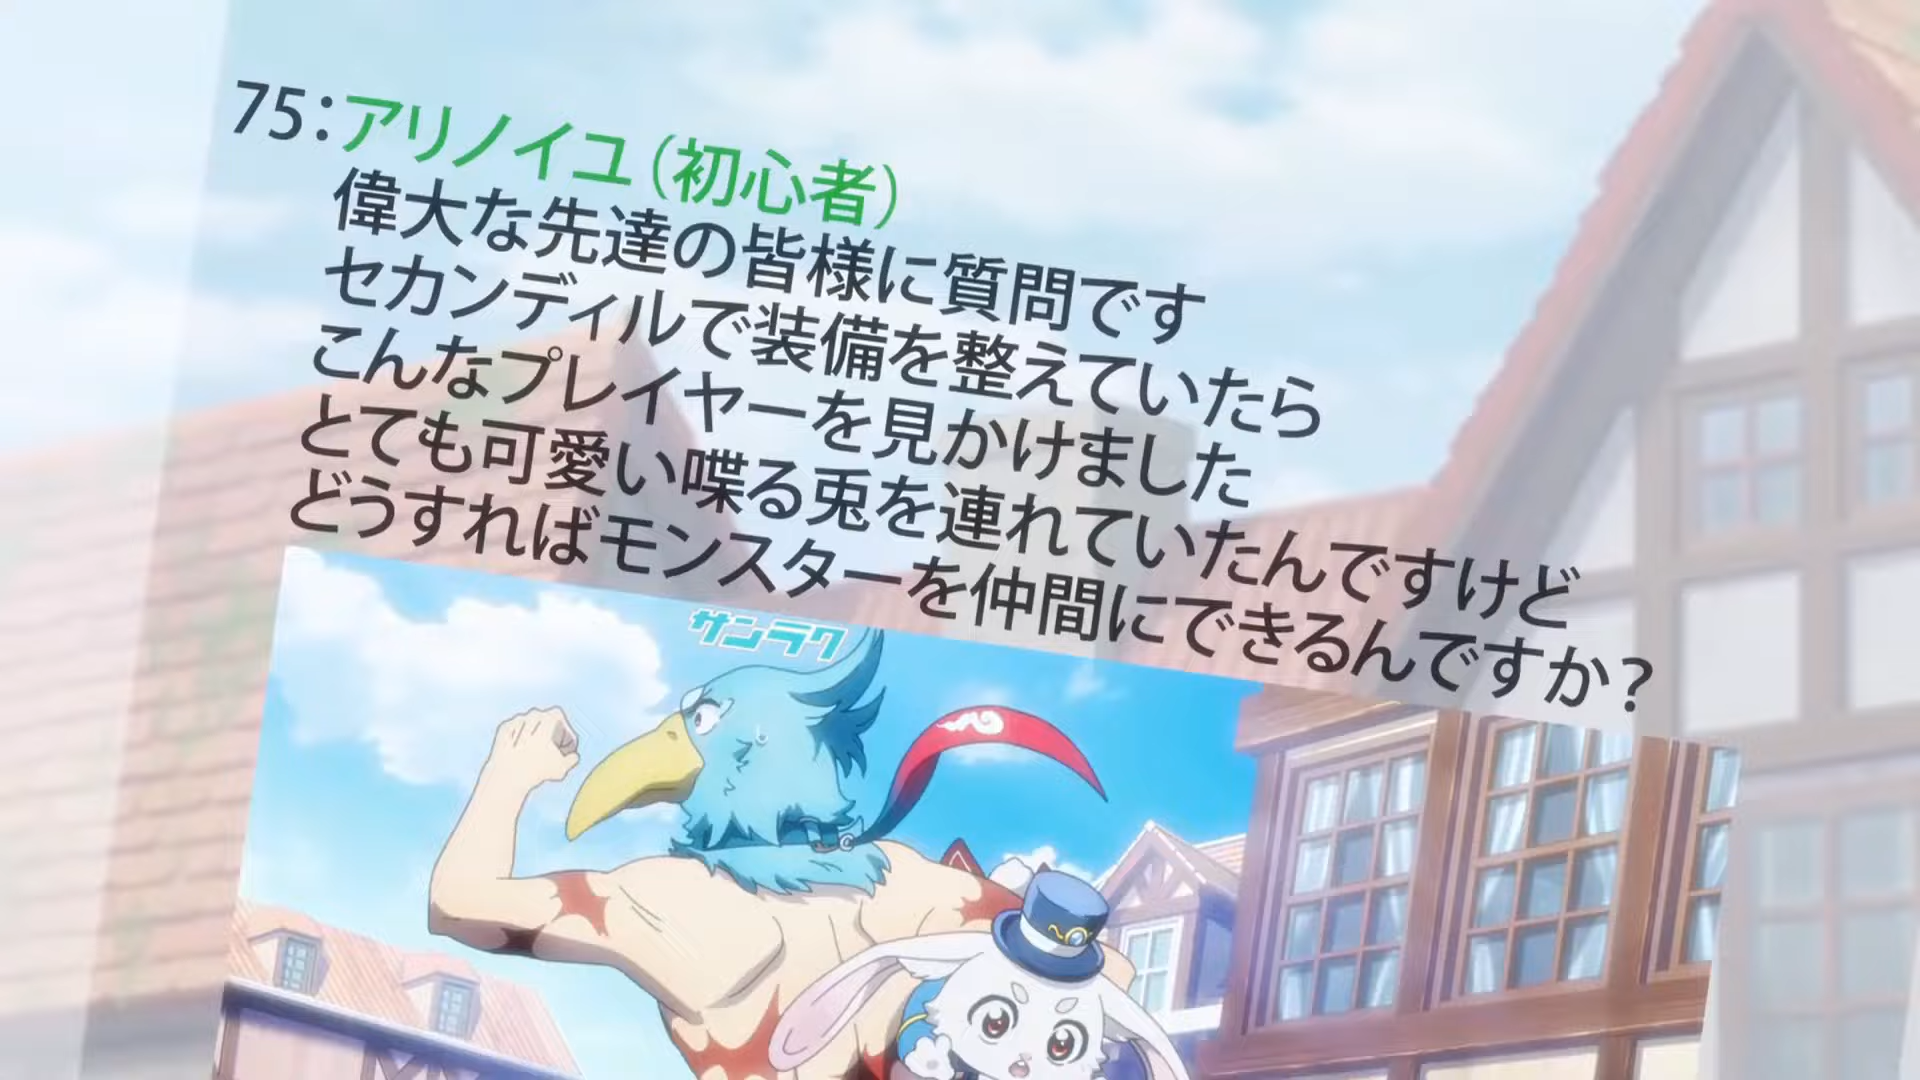 75：アリノイユ（初心者）
偉大な先達の皆様に質問です
セカンディルで装備を整えていたら
こんなプレイヤーを見かけました
とても可愛い喋る兎を連れていたんですけど
どうすればモンスターを仲間にできるんですか？
サンラク